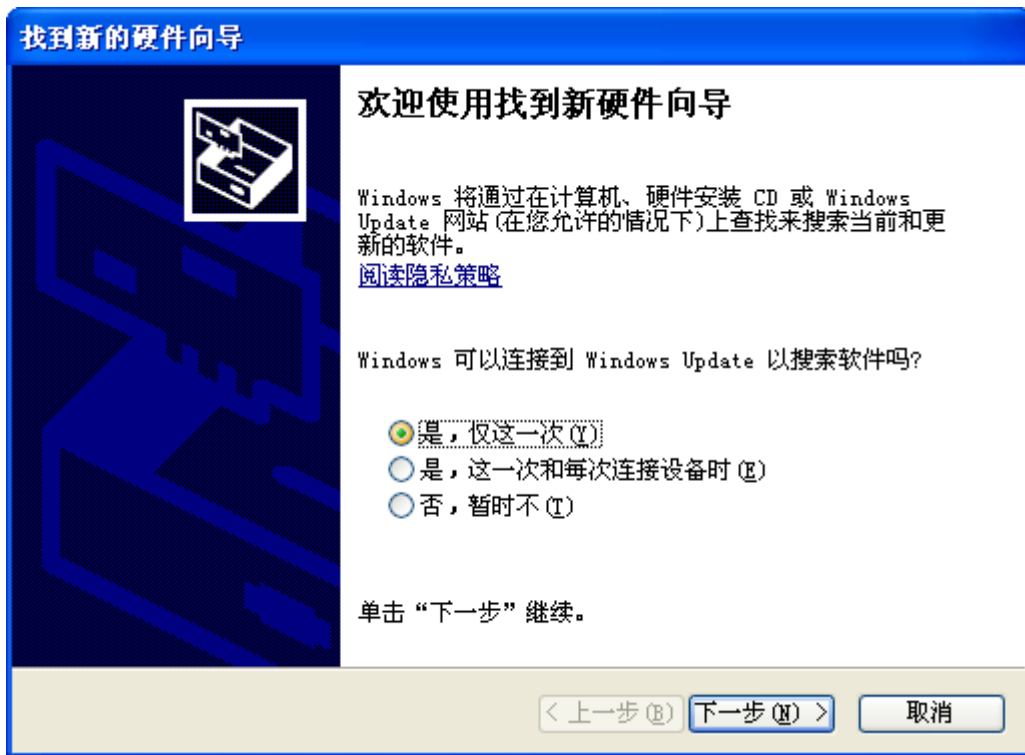 找到新的硬件向导
欢迎使用找到新硬件向导
Windows 将通过在计算机、硬件安装 CD 或 Windows
Update 网站(在您允许的情况下)上查找来搜索当前和更
新的软件。
阅读隐私策略
Windows 可以连接到 Windows Update 以搜索软件吗?
是，仅这一次(Y)
是，这一次和每次连接设备时(E)
否，暂时不(T)
单击“下一步”继续。
< 上一步(B) 下一步(N) > 取消